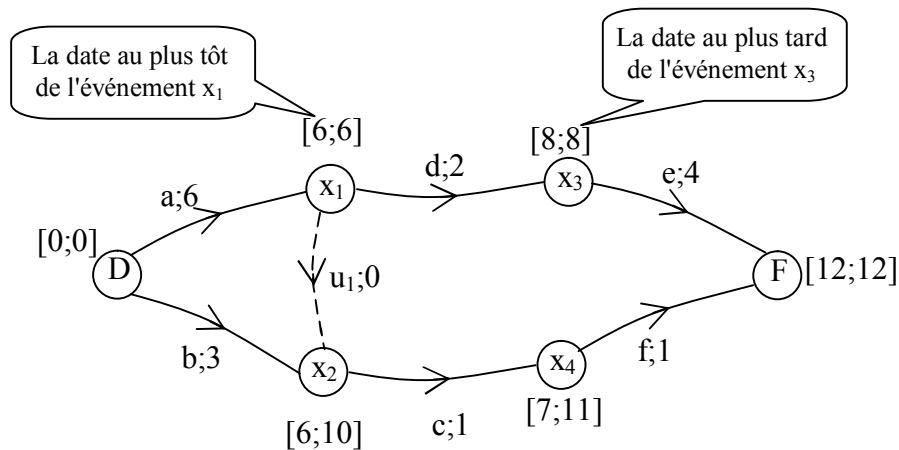 La date au plus tôt
de l'événement x₁
La date au plus tard
de l'événement x₃
[6;6]
[8;8]
d;2
x₁
x₃
a;6
e;4
[0;0]
D
u₁;0
F
[12;12]
b;3
x₂
x₄
f;1
[6;10]
c;1
[7;11]